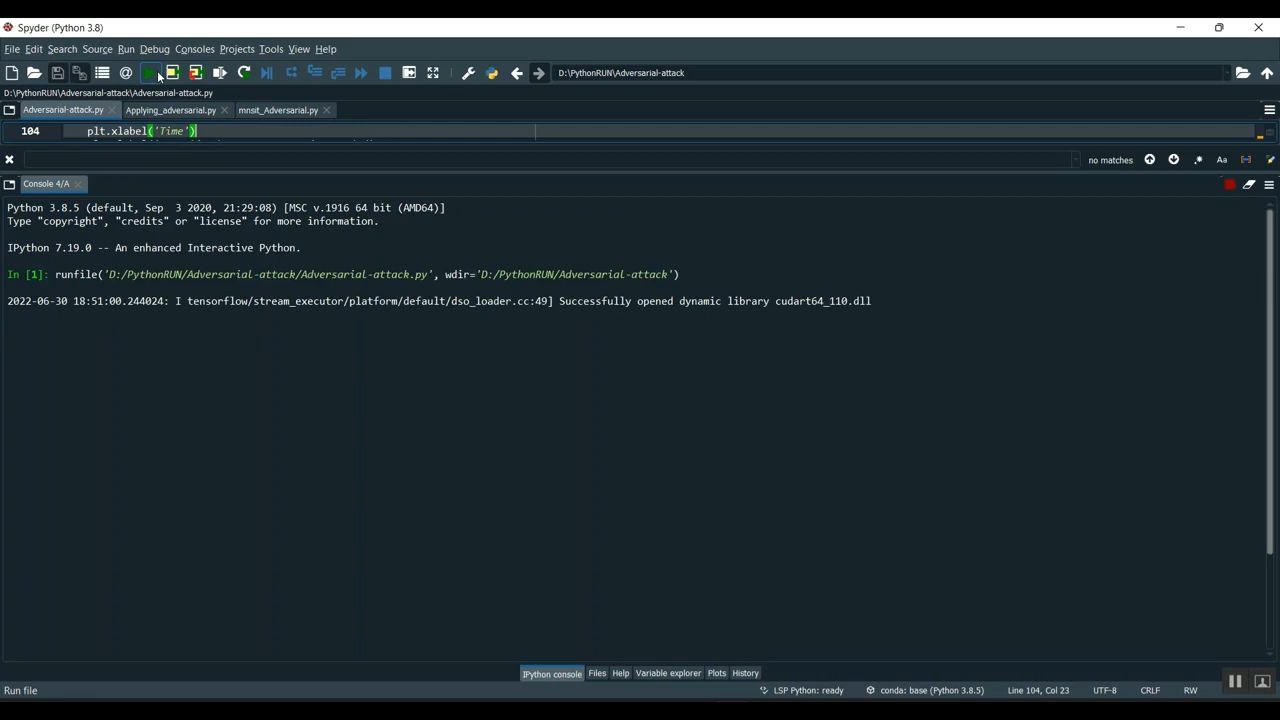 Spyder (Python 3.8)
File Edit Search Source Run Debug Consoles Projects Tools View Help
D:\PythonRUN\Adversarial-attack
D:\PythonRUN\Adversarial-attack\Adversarial-attack.py
Adversarial-attack.py Applying_adversarial.py mnsit_Adversarial.py
104 plt.xlabel('Time')
no matches Aa
Console 4/A
Python 3.8.5 (default, Sep 3 2020, 21:29:08) [MSC v.1916 64 bit (AMD64)]
Type "copyright", "credits" or "license" for more information.
IPython 7.19.0 -- An enhanced Interactive Python.
In [1]: runfile('D:/PythonRUN/Adversarial-attack/Adversarial-attack.py', wdir='D:/PythonRUN/Adversarial-attack')
2022-06-30 18:51:00.244024: I tensorflow/stream_executor/platform/default/dso_loader.cc:49] Successfully opened dynamic library cudart64_110.dll
IPython console Files Help Variable explorer Plots History
Run file LSP Python: ready conda: base (Python 3.8.5) Line 104, Col 23 UTF-8 CRLF RW